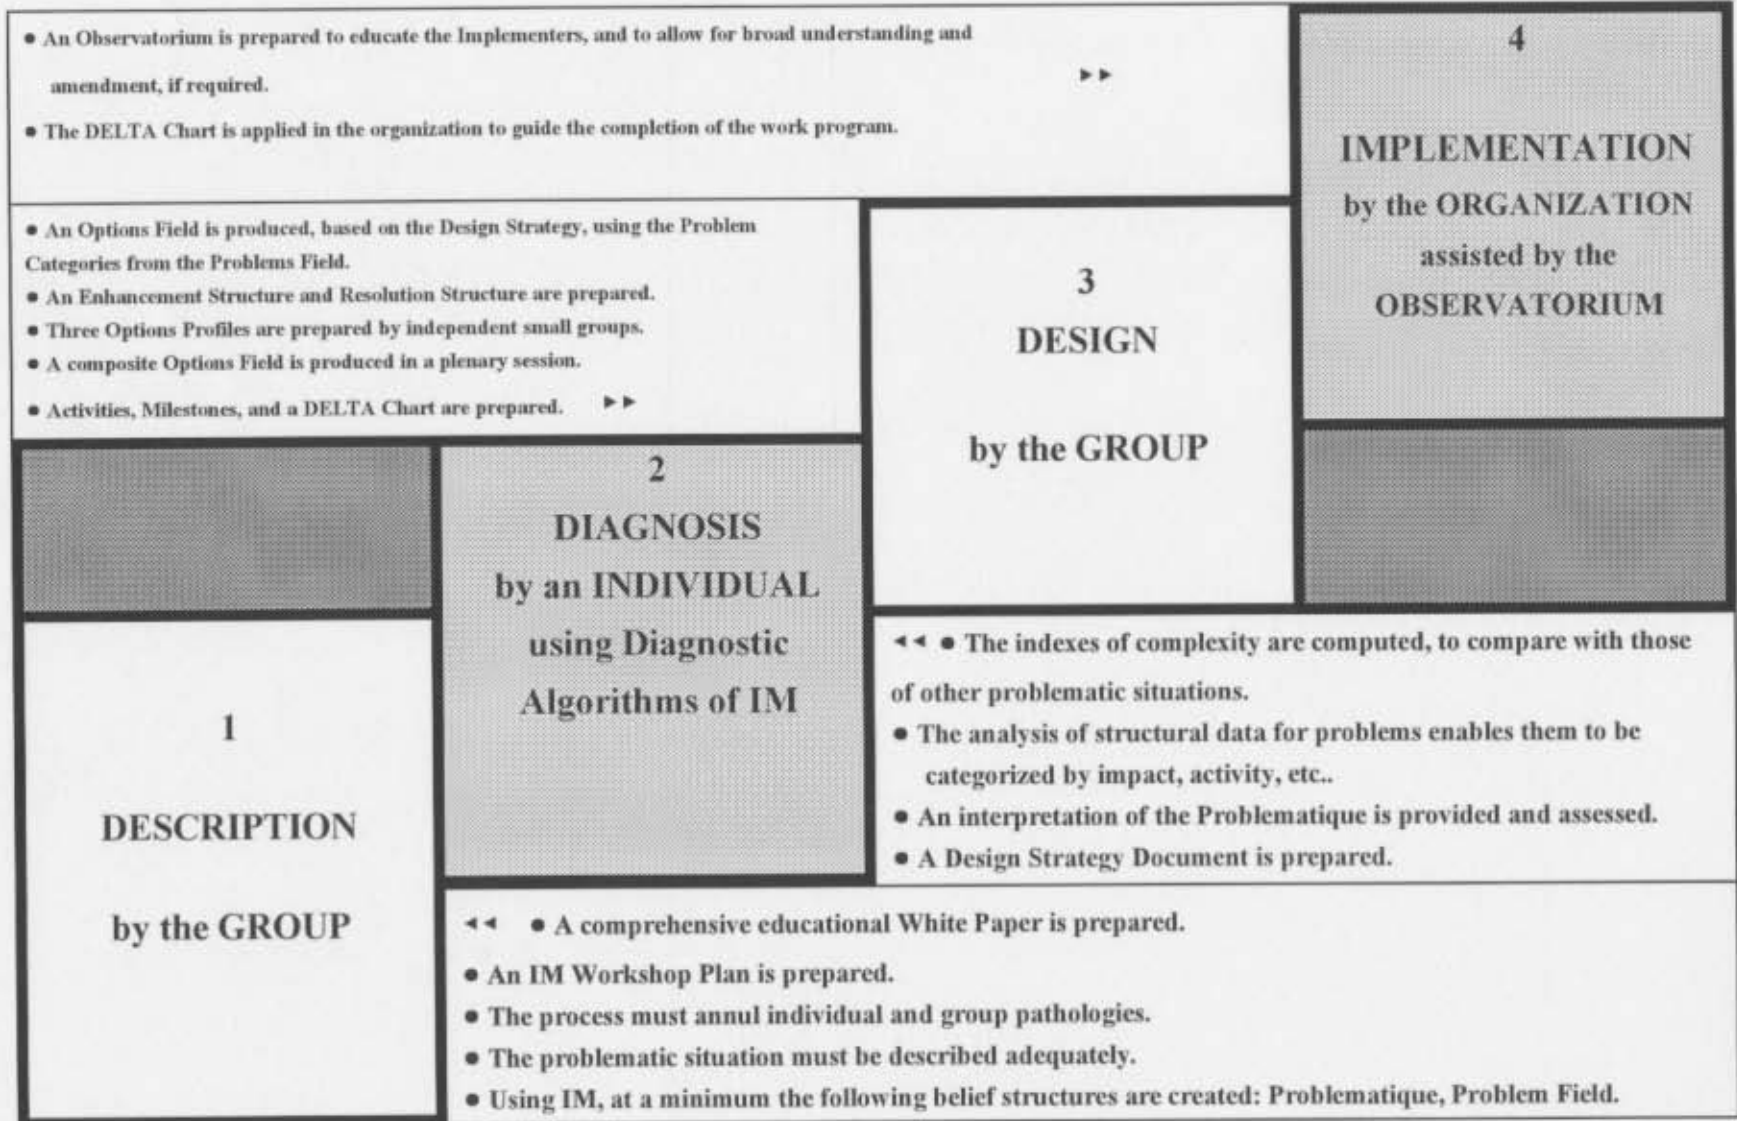 ● An Observatorium is prepared to educate the Implementers, and to allow for broad understanding and
amendment, if required. ►►
● The DELTA Chart is applied in the organization to guide the completion of the work program.
4
IMPLEMENTATION
by the ORGANIZATION
assisted by the
OBSERVATORIUM
● An Options Field is produced, based on the Design Strategy, using the Problem
Categories from the Problems Field.
● An Enhancement Structure and Resolution Structure are prepared.
● Three Options Profiles are prepared by independent small groups.
● A composite Options Field is produced in a plenary session.
● Activities, Milestones, and a DELTA Chart are prepared. ►►
3
DESIGN
by the GROUP
2
DIAGNOSIS
by an INDIVIDUAL
using Diagnostic
Algorithms of IM
1
DESCRIPTION
by the GROUP
◄◄ ● The indexes of complexity are computed, to compare with those
of other problematic situations.
● The analysis of structural data for problems enables them to be
categorized by impact, activity, etc..
● An interpretation of the Problematique is provided and assessed.
● A Design Strategy Document is prepared.
◄◄ ● A comprehensive educational White Paper is prepared.
● An IM Workshop Plan is prepared.
● The process must annul individual and group pathologies.
● The problematic situation must be described adequately.
● Using IM, at a minimum the following belief structures are created: Problematique, Problem Field.